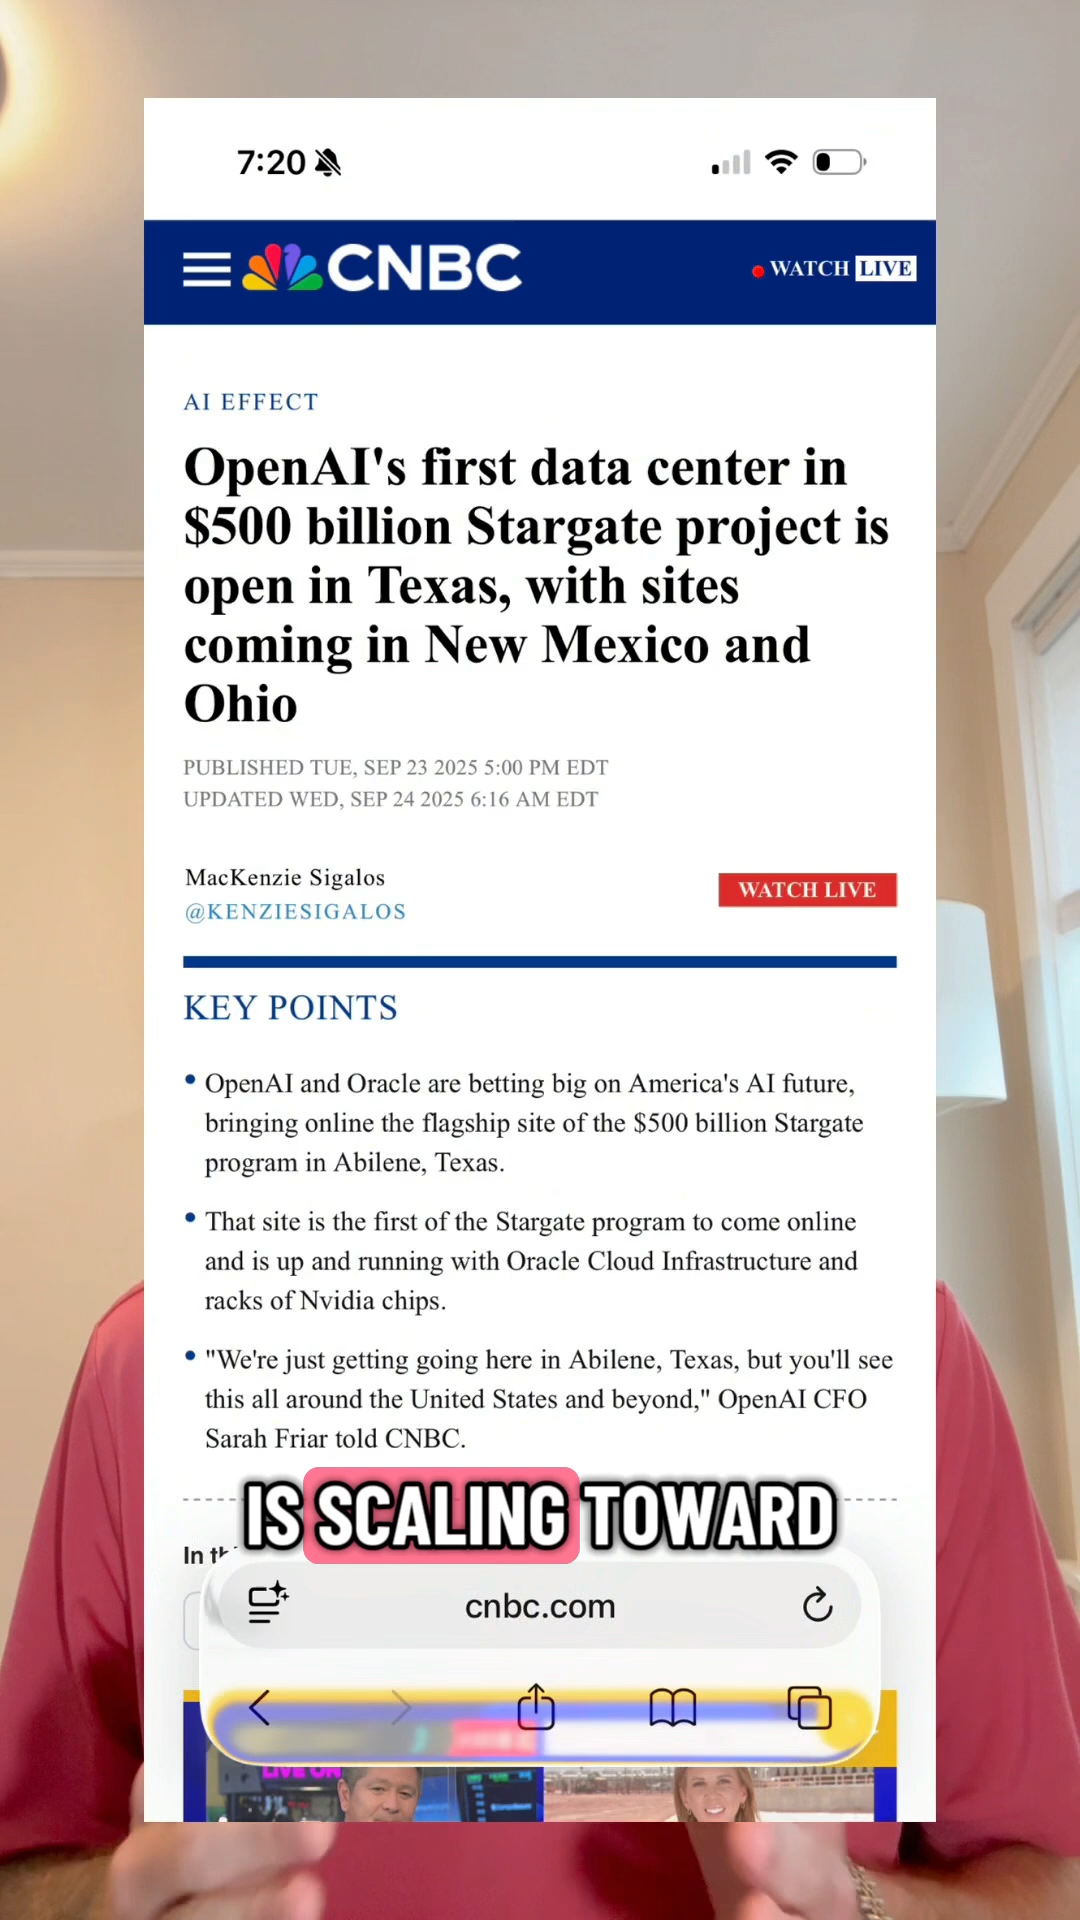 7:20
CNBC
WATCH LIVE
AI EFFECT
OpenAI's first data center in
$500 billion Stargate project is
open in Texas, with sites
coming in New Mexico and
Ohio
PUBLISHED TUE, SEP 23 2025 5:00 PM EDT
UPDATED WED, SEP 24 2025 6:16 AM EDT
MacKenzie Sigalos
@KENZIESIGALOS
WATCH LIVE
KEY POINTS
• OpenAI and Oracle are betting big on America's AI future,
bringing online the flagship site of the $500 billion Stargate
program in Abilene, Texas.
• That site is the first of the Stargate program to come online
and is up and running with Oracle Cloud Infrastructure and
racks of Nvidia chips.
• "We're just getting going here in Abilene, Texas, but you'll see
this all around the United States and beyond," OpenAI CFO
Sarah Friar told CNBC.
IS SCALING TOWARD
In
cnbc.com
LIVE ON